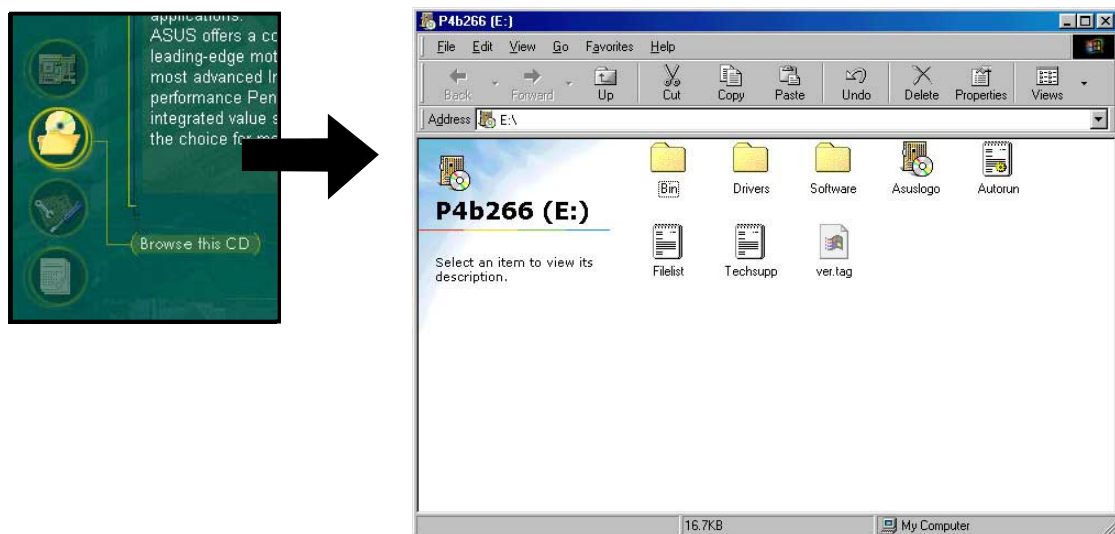 applications.
ASUS offers a co
leading-edge mot
most advanced In
performance Pen
integrated value s
the choice for mo
Browse this CD
P4b266 (E:)
File Edit View Go Favorites Help
Back Forward Up Cut Copy Paste Undo Delete Properties Views
Address E:\
P4b266 (E:)
Select an item to view its
description.
Bin Drivers Software Asuslogo Autorun
Filelist Techsupp ver.tag
16.7KB My Computer